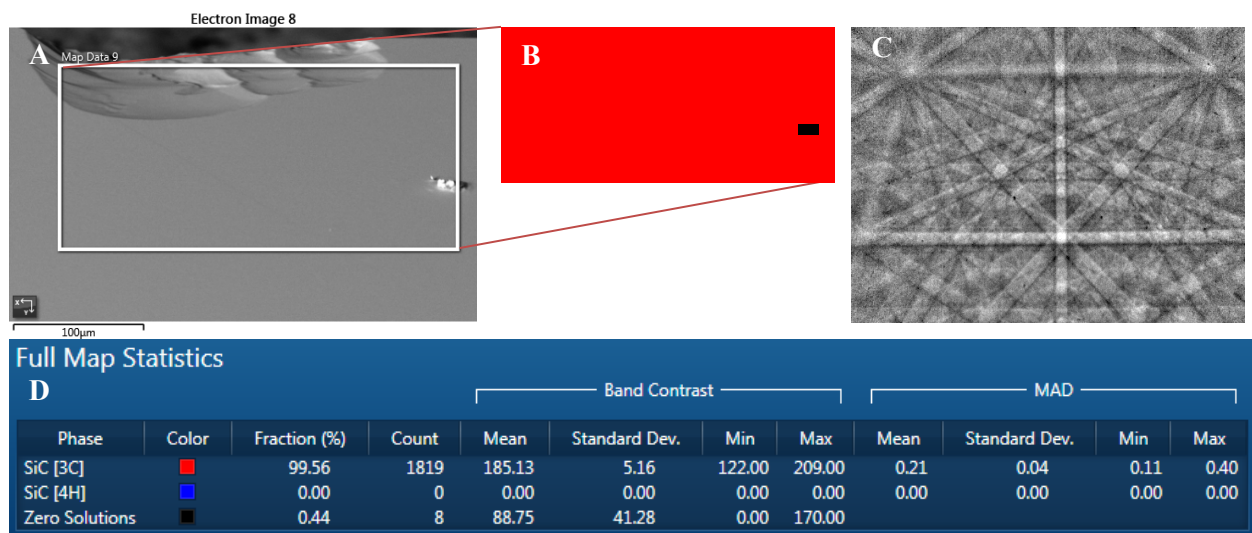 Electron Image 8
A
Map Data 9
B
C
x
Y
100µm
Full Map Statistics
D
Band Contrast
MAD
Phase Color Fraction (%) Count Mean Standard Dev. Min Max Mean Standard Dev. Min Max
SiC [3C] 99.56 1819 185.13 5.16 122.00 209.00 0.21 0.04 0.11 0.40
SiC [4H] 0.00 0 0.00 0.00 0.00 0.00 0.00 0.00 0.00 0.00
Zero Solutions 0.44 8 88.75 41.28 0.00 170.00